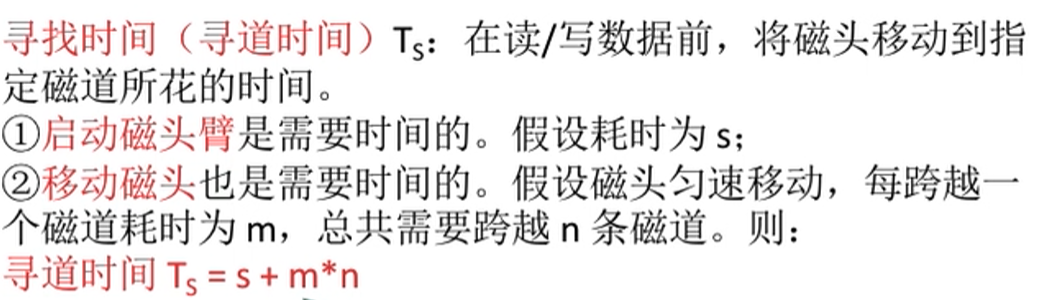 寻找时间（寻道时间）Tₛ：在读/写数据前，将磁头移动到指
定磁道所花的时间。
①启动磁头臂是需要时间的。假设耗时为 s；
②移动磁头也是需要时间的。假设磁头匀速移动，每跨越一
个磁道耗时为 m，总共需要跨越 n 条磁道。则：
寻道时间 Tₛ = s + m*n